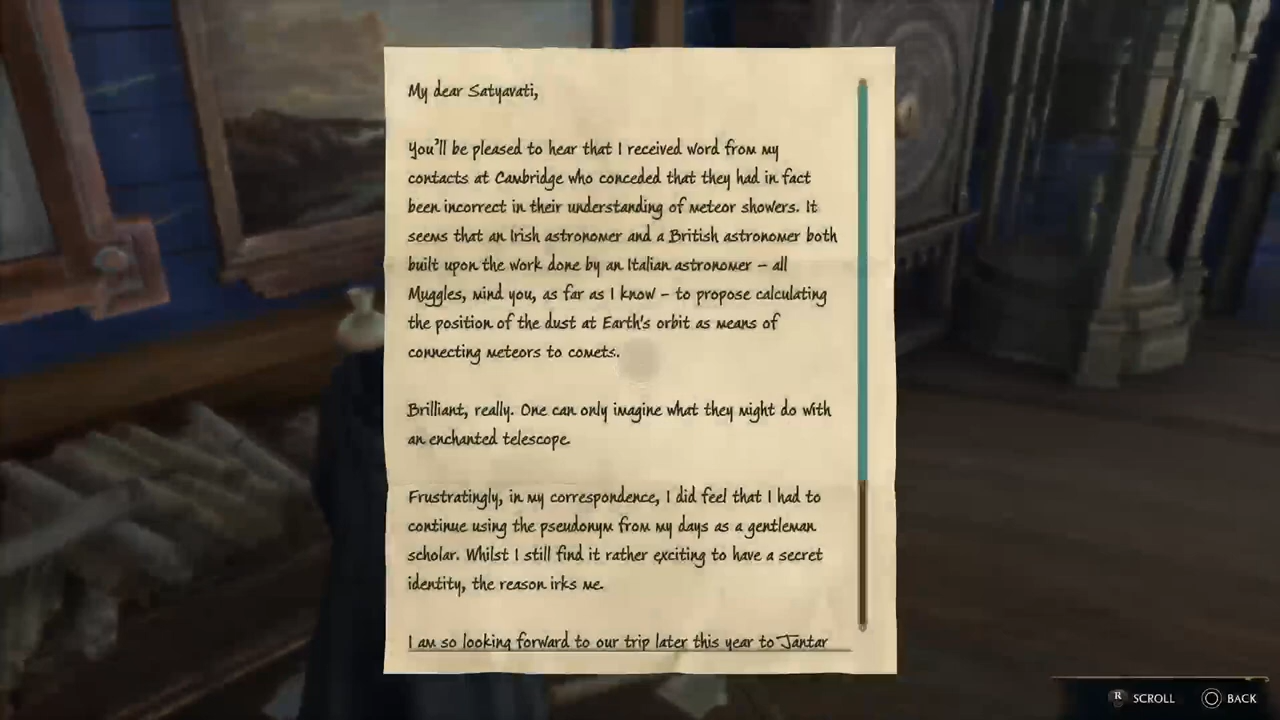 My dear Satyavati,
You'll be pleased to hear that I received word from my
contacts at Cambridge who conceded that they had in fact
been incorrect in their understanding of meteor showers. It
seems that an Irish astronomer and a British astronomer both
built upon the work done by an Italian astronomer – all
Muggles, mind you, as far as I know – to propose calculating
the position of the dust at Earth's orbit as means of
connecting meteors to comets.
Brilliant, really. One can only imagine what they might do with
an enchanted telescope.
Frustratingly, in my correspondence, I did feel that I had to
continue using the pseudonym from my days as a gentleman
scholar. Whilst I still find it rather exciting to have a secret
identity, the reason irks me.
I am so looking forward to our trip later this year to Jantar
R SCROLL BACK